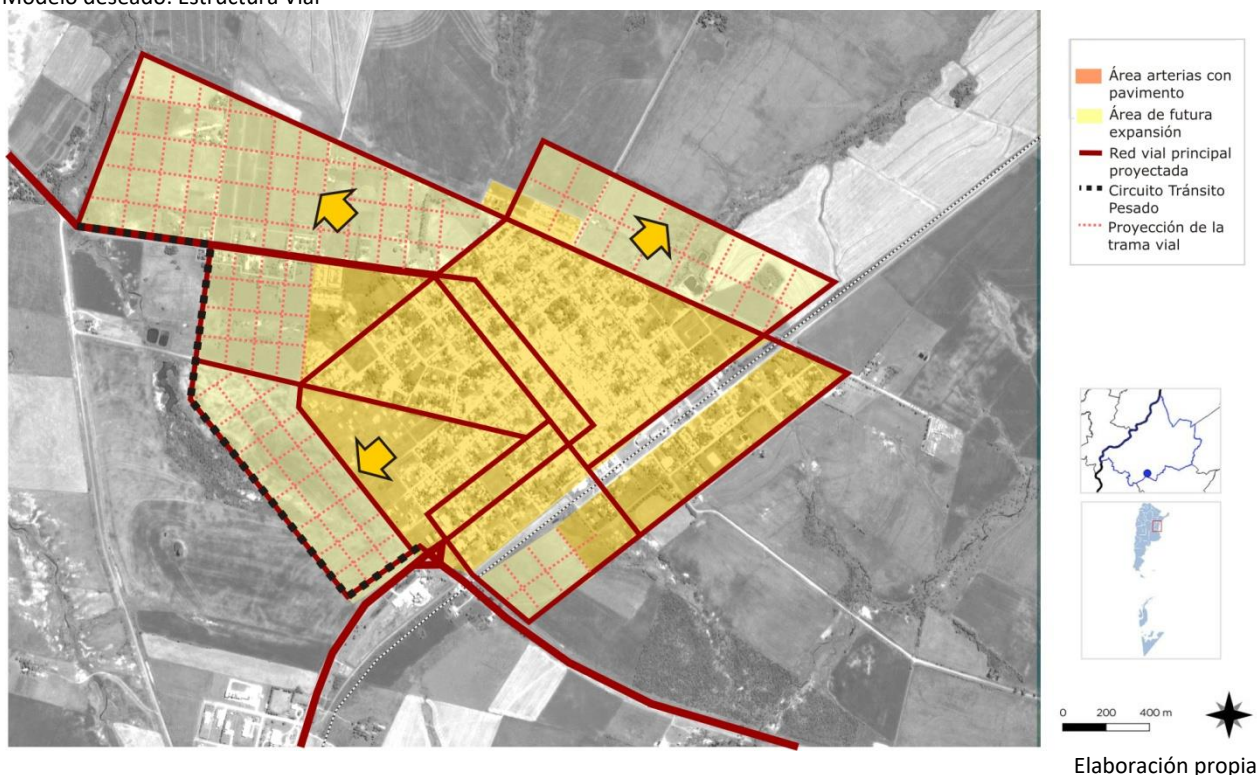 Modelo deseado: Estructura Vial
Área arterias con
pavimento
Área de futura
expansión
Red vial principal
proyectada
Circuito Tránsito
Pesado
Proyección de la
trama vial
0 200 400 m
Elaboración propia